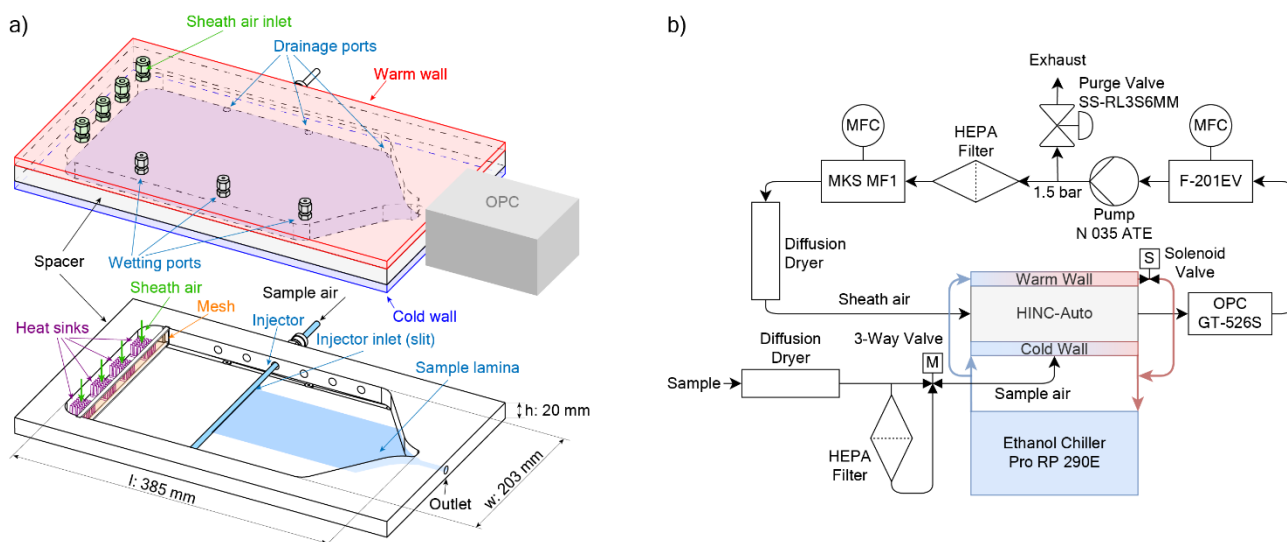 a)
Sheath air inlet
Drainage ports
Warm wall
OPC
Wetting ports
Spacer
Cold wall
Sheath air
Sample air
Mesh
Injector
Heat sinks
Injector inlet (slit)
Sample lamina
h: 20 mm
w: 203 mm
l: 385 mm
Outlet
b)
Exhaust
Purge Valve
SS-RL3S6MM
MFC
HEPA
Filter
MFC
MKS MF1
1.5 bar
F-201EV
Pump
N 035 ATE
Diffusion
Dryer
Solenoid
Valve
S
Warm Wall
Sheath air
HINC-Auto
OPC
GT-526S
Diffusion
Dryer
3-Way Valve
Cold Wall
M
Sample
Sample air
HEPA
Filter
Ethanol Chiller
Pro RP 290E